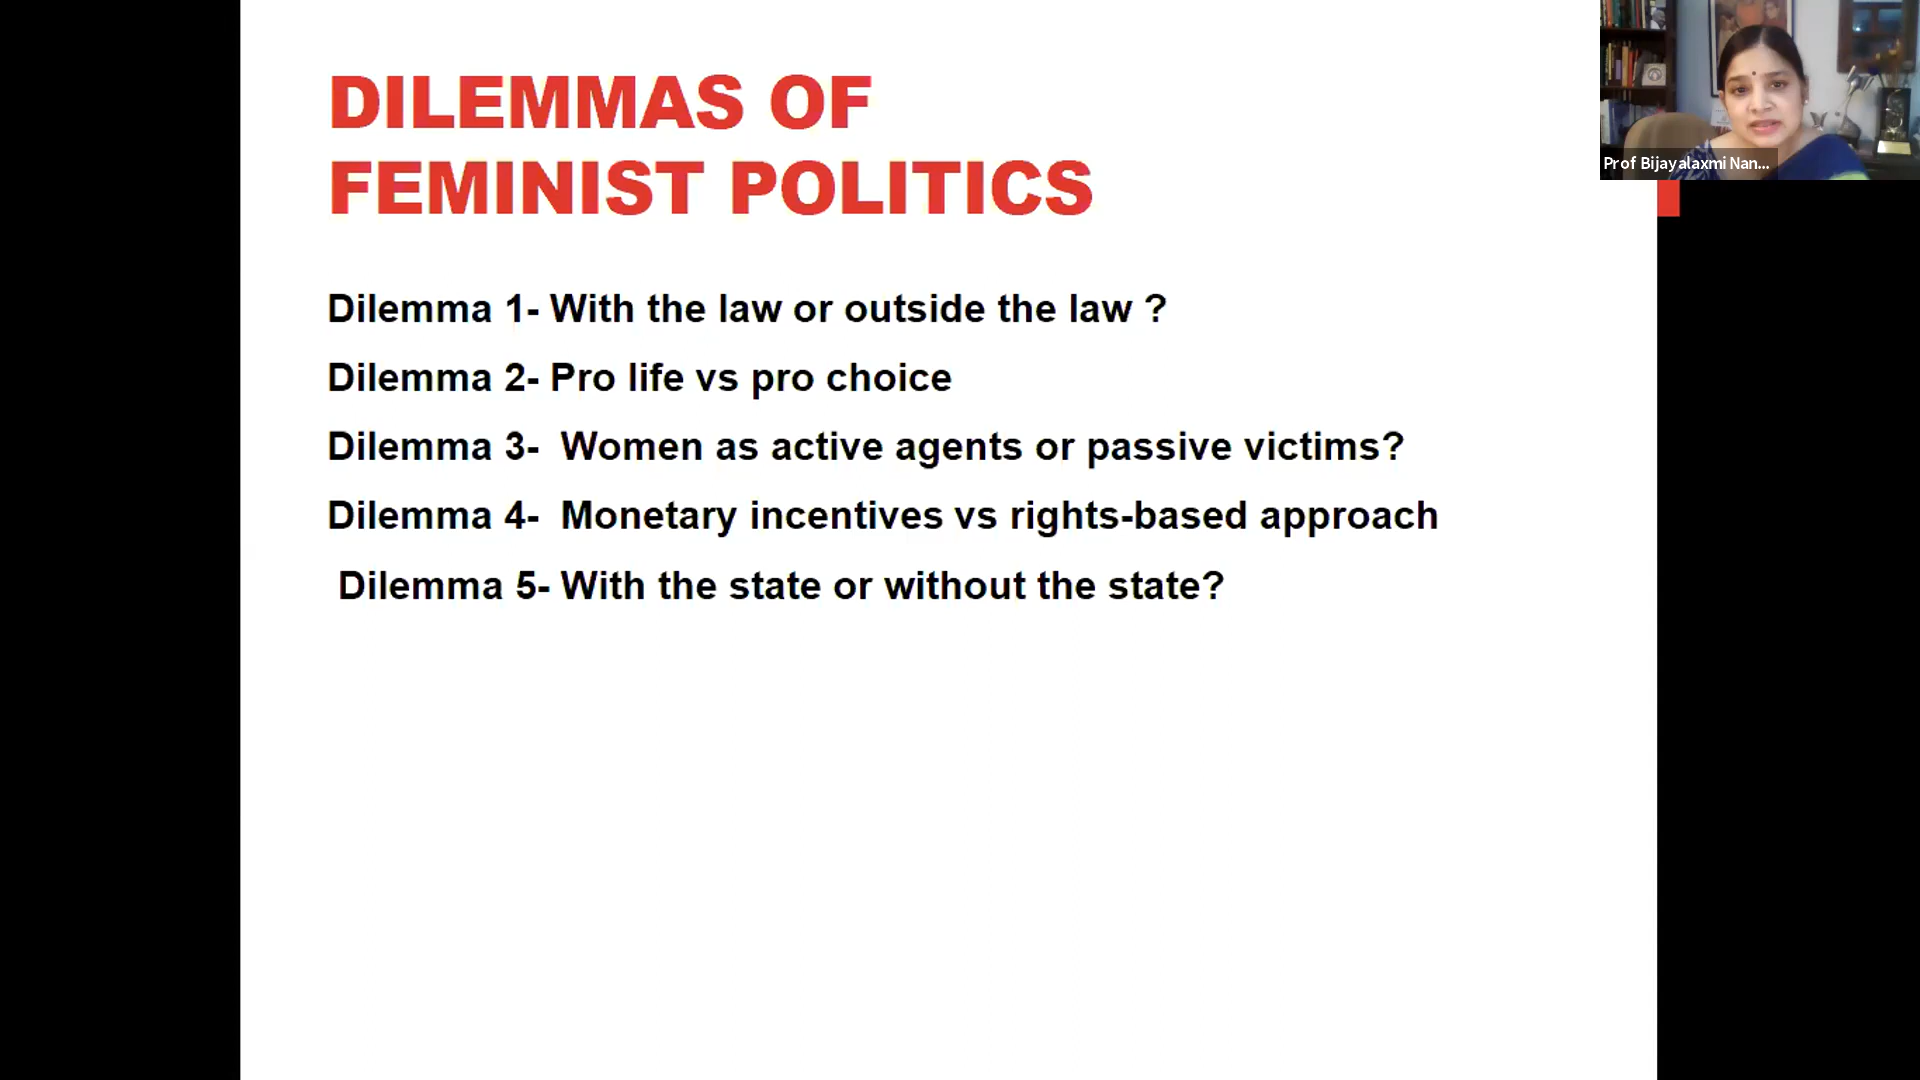 DILEMMAS OF
FEMINIST POLITICS
Dilemma 1- With the law or outside the law ?
Dilemma 2- Pro life vs pro choice
Dilemma 3- Women as active agents or passive victims?
Dilemma 4- Monetary incentives vs rights-based approach
Dilemma 5- With the state or without the state?
Prof Bijayalaxmi Nan...